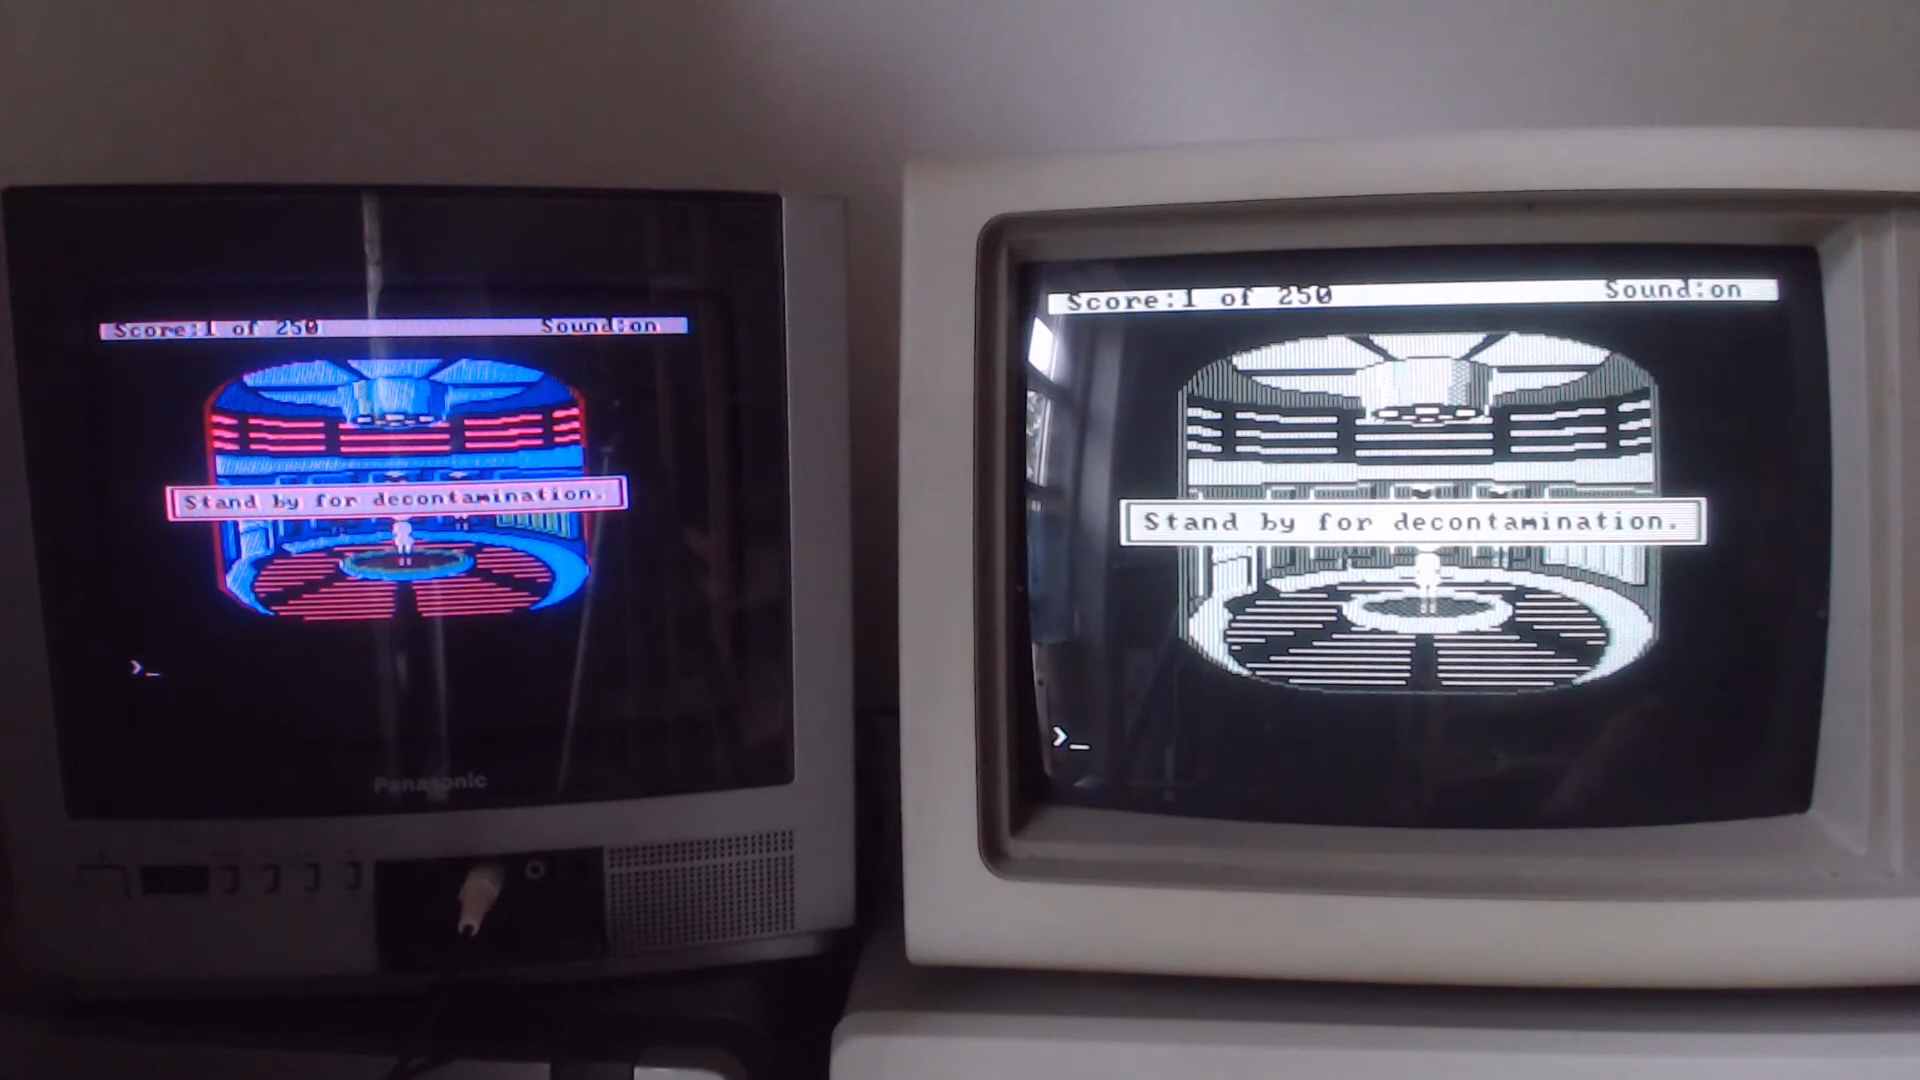 Score:1 of 250 Sound:on
Stand by for decontamination.
>_
Panasonic
Score:1 of 250 Sound:on
Stand by for decontamination.
>_